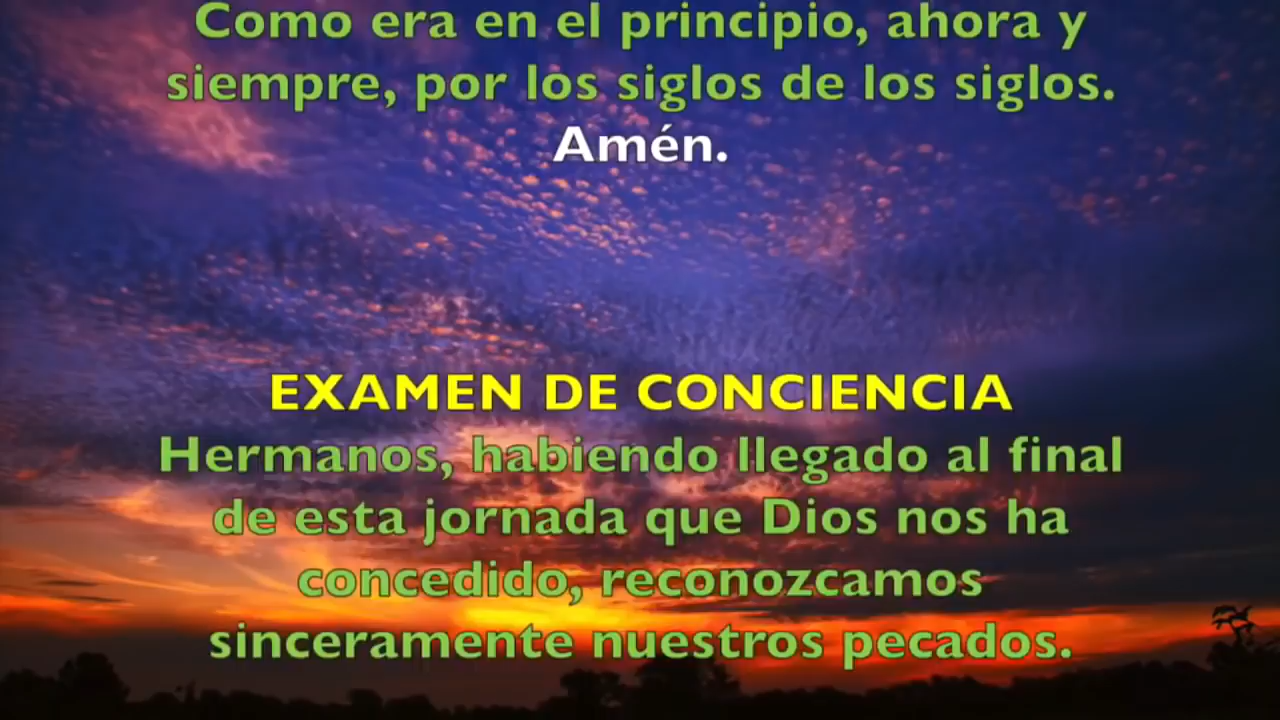 Como era en el principio, ahora y
siempre, por los siglos de los siglos.
Amén.
EXAMEN DE CONCIENCIA
Hermanos, habiendo llegado al final
de esta jornada que Dios nos ha
concedido, reconozcamos
sinceramente nuestros pecados.